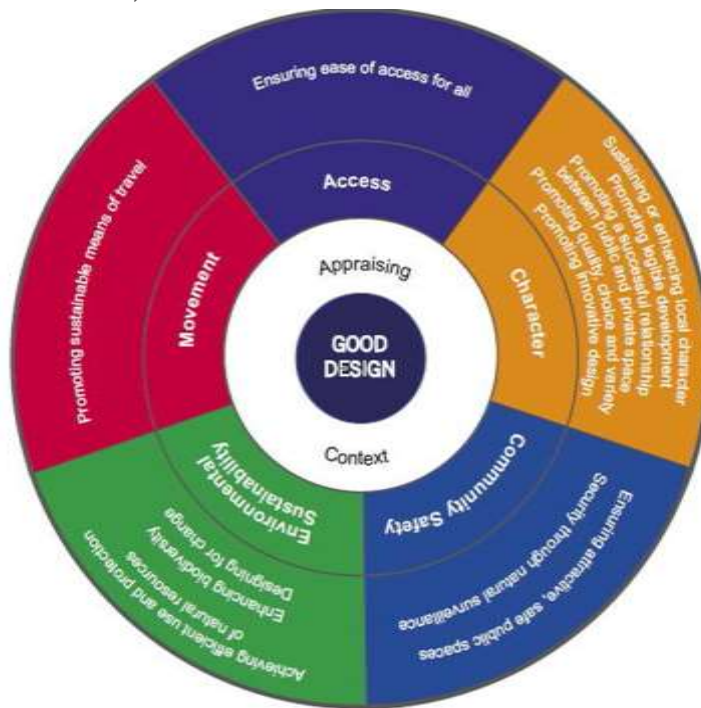 Ensuring ease of access for all
Access
Sustaining or enhancing local character
Promoting legible development
Promoting a successful relationship
between public and private space
Promoting quality, choice and variety
Promoting innovative design
Character
Ensuring attractive, safe public spaces
Security through natural surveillance
Community Safety
Environmental
Sustainability
Achieving efficient use and protection
of natural resources
Enhancing biodiversity
Designing for change
Promoting sustainable means of travel
Movement
Appraising
GOOD
DESIGN
Context